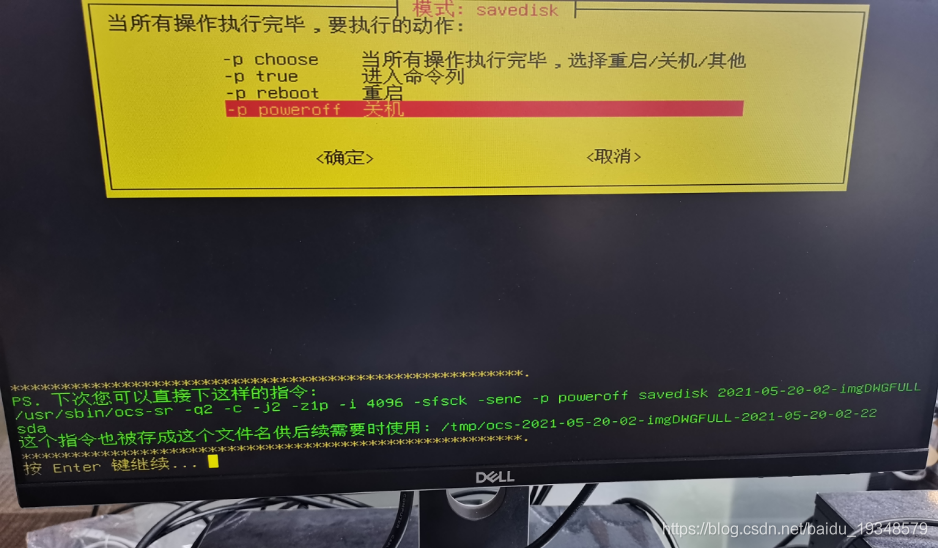 模式: savedisk
当所有操作执行完毕，要执行的动作:
-p choose 当所有操作执行完毕，选择重启/关机/其他
-p true 进入命令列
-p reboot 重启
-p poweroff 关机
<确定> <取消>
*******************************************************.
PS. 下次您可以直接下这样的指令:
/usr/sbin/ocs-sr -q2 -c -j2 -z1p -i 4096 -sfsck -senc -p poweroff savedisk 2021-05-20-02-imgDWGFULL
sda
这个指令也被存成这个文件名供后续需要时使用: /tmp/ocs-2021-05-20-02-imgDWGFULL-2021-05-20-02-22
*******************************************************.
按 Enter 键继续...
DELL
https://blog.csdn.net/baidu_19348579